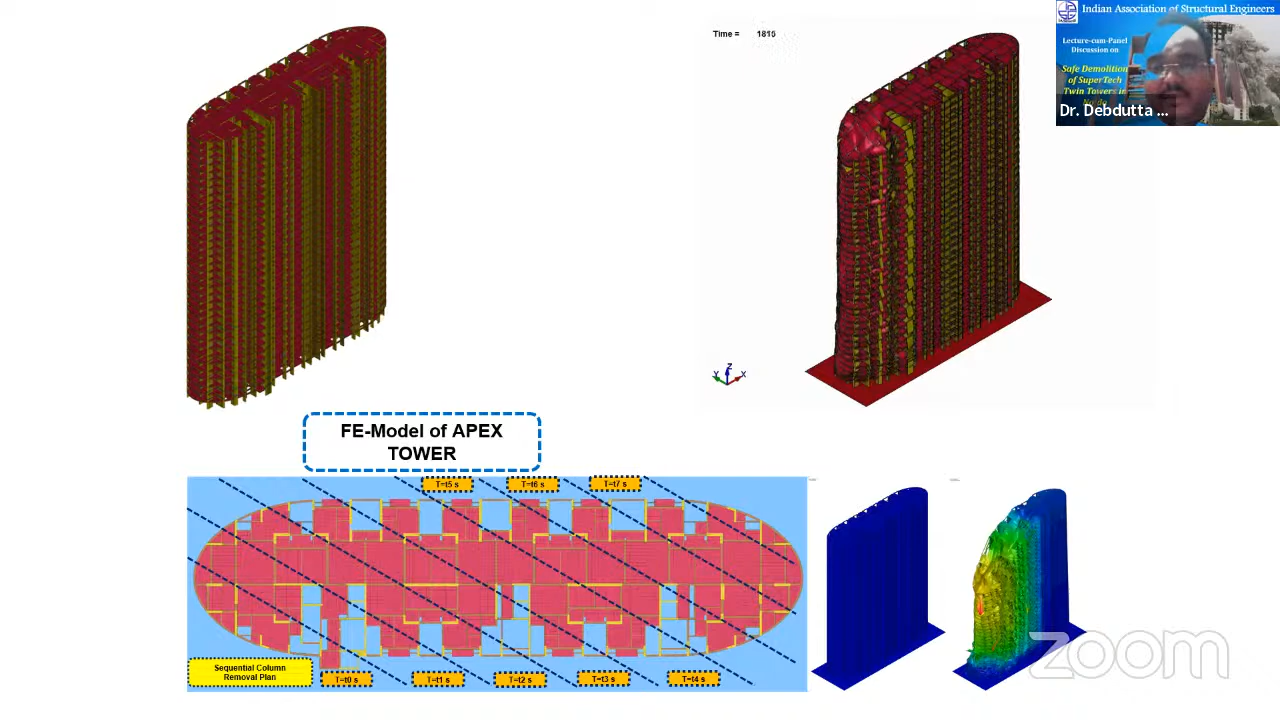 Time = 1815
Indian Association of Structural Engineers
Lecture-cum-Panel
Discussion on
Safe Demolition
of SuperTech
Twin Towers in
Dr. Debdutta ...
Z
Y
X
FE-Model of APEX
TOWER
T=t5 s
T=t6 s
T=t7 s
Sequential Column
Removal Plan
T=t0 s
T=t1 s
T=t2 s
T=t3 s
T=t4 s
zoom